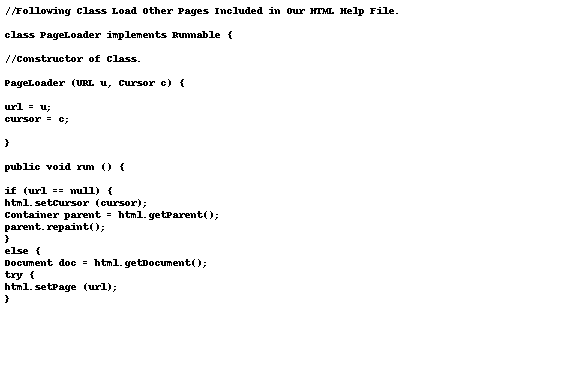 //Following Class Load Other Pages Included in Our HTML Help File.
class PageLoader implements Runnable {
//Constructor of Class.
PageLoader (URL u, Cursor c) {
url = u;
cursor = c;
}
public void run () {
if (url == null) {
html.setCursor (cursor);
Container parent = html.getParent();
parent.repaint();
}
else {
Document doc = html.getDocument();
try {
html.setPage (url);
}